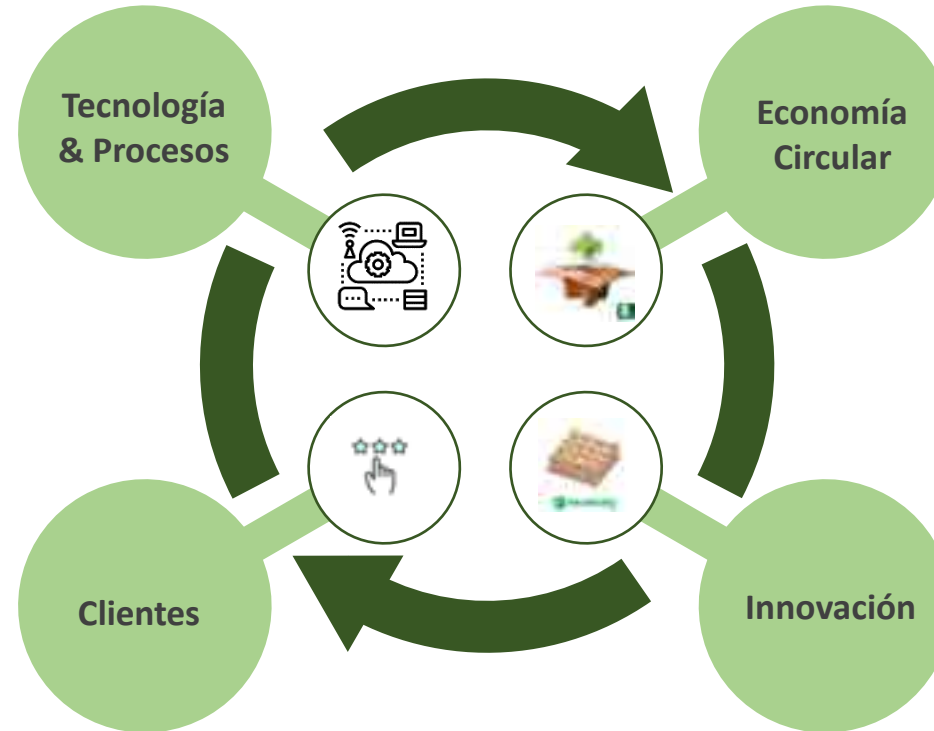 Tecnología
& Procesos
Economía
Circular
Clientes
Innovación